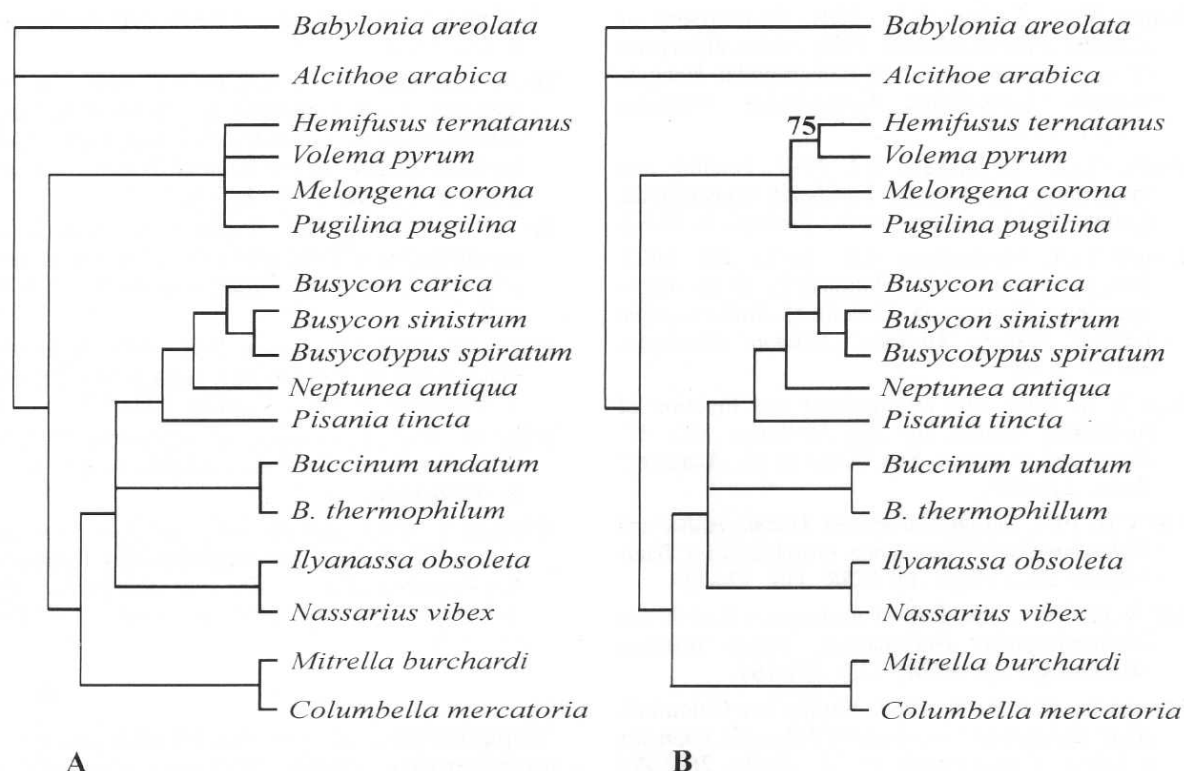 Babylonia areolata
Alcithoe arabica
Hemifusus ternatanus
Volema pyrum
Melongena corona
Pugilina pugilina
Busycon carica
Busycon sinistrum
Busycotypus spiratum
Neptunea antiqua
Pisania tincta
Buccinum undatum
B. thermophilum
Ilyanassa obsoleta
Nassarius vibex
Mitrella burchardi
Columbella mercatoria
A
Babylonia areolata
Alcithoe arabica
75
Hemifusus ternatanus
Volema pyrum
Melongena corona
Pugilina pugilina
Busycon carica
Busycon sinistrum
Busycotypus spiratum
Neptunea antiqua
Pisania tincta
Buccinum undatum
B. thermophillum
Ilyanassa obsoleta
Nassarius vibex
Mitrella burchardi
Columbella mercatoria
B